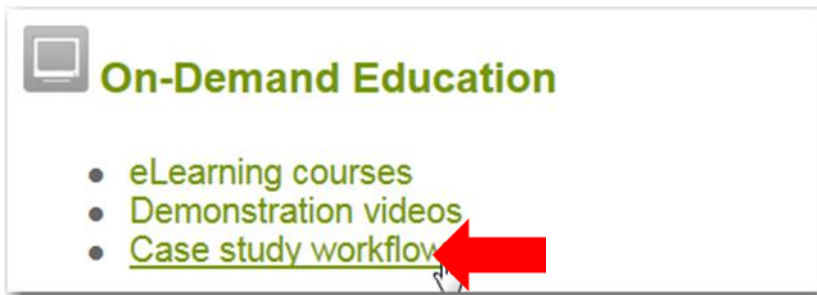 On-Demand Education
eLearning courses
Demonstration videos
Case study workflow